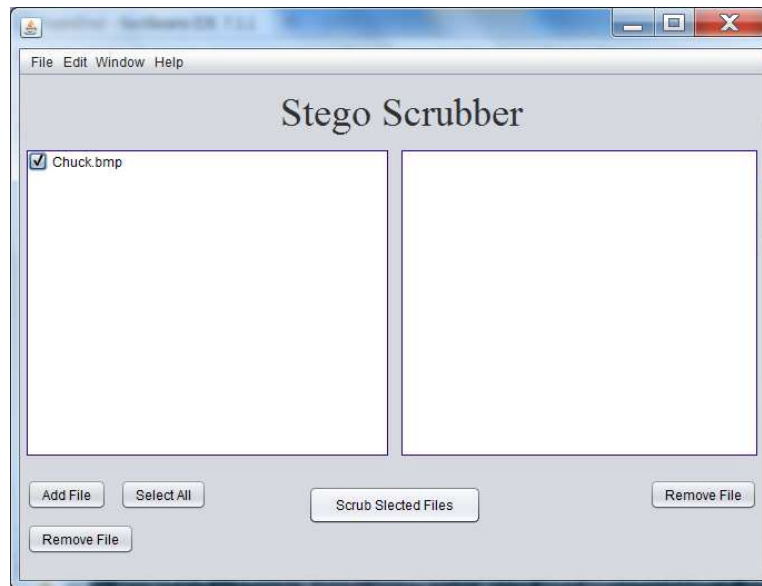 File Edit Window Help
Stego Scrubber
Chuck.bmp
Add File Select All Scrub Slected Files Remove File
Remove File